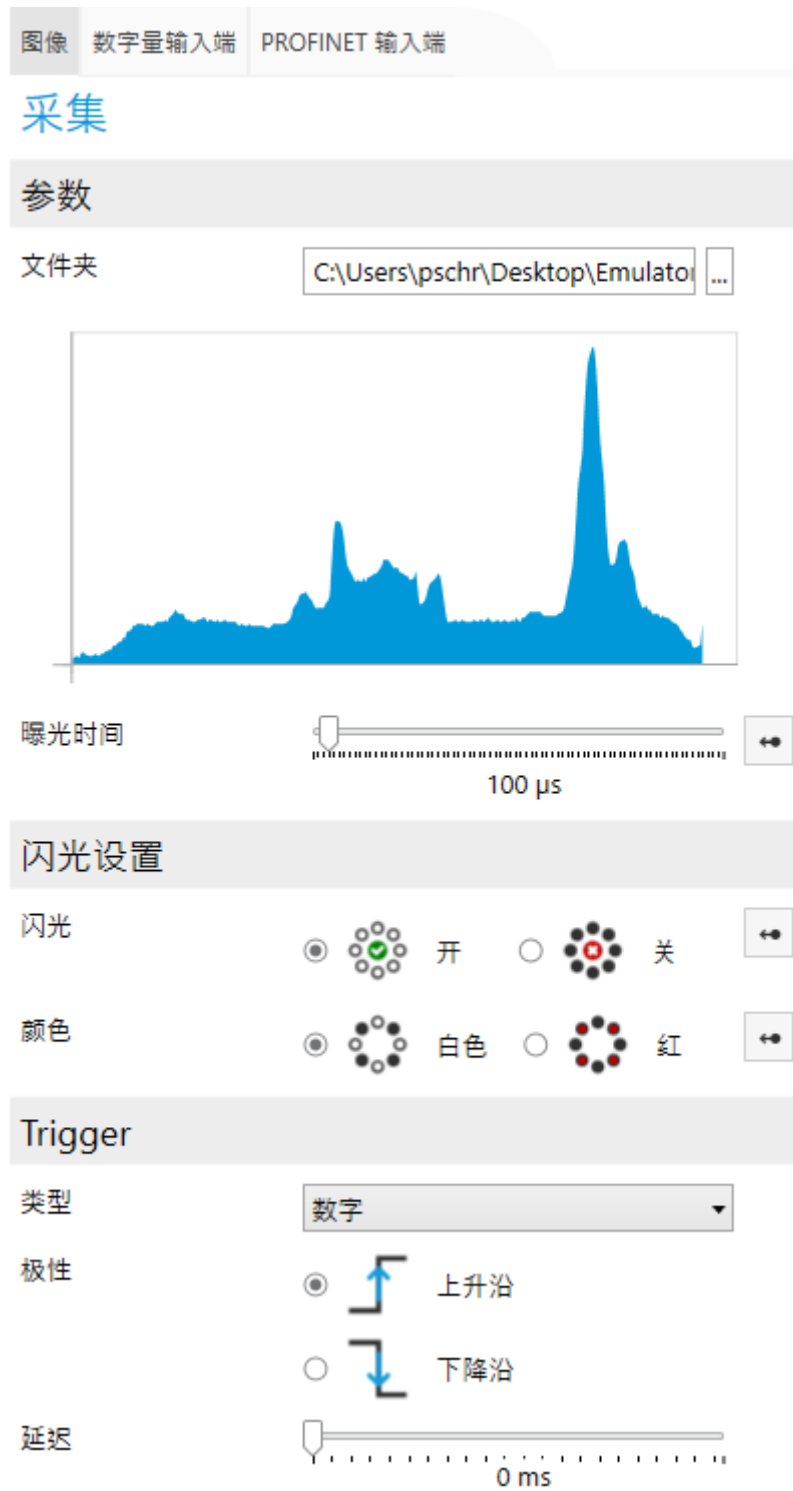 图像 数字量输入端 PROFINET 输入端
采集
参数
文件夹 C:\Users\pschr\Desktop\Emulator ...
曝光时间
100 µs
闪光设置
闪光 开 关
颜色 白色 红
Trigger
类型 数字
极性 上升沿
下降沿
延迟
0 ms